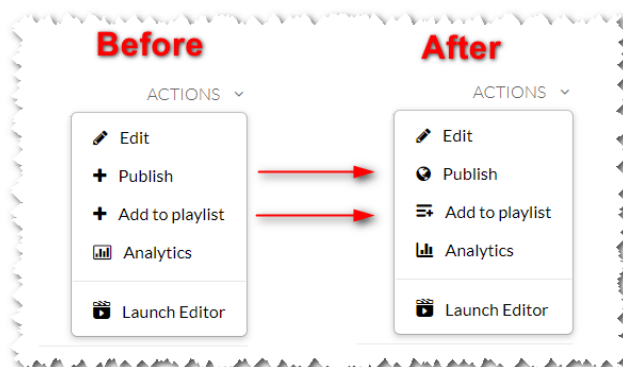 Before
ACTIONS
Edit
Publish
Add to playlist
Analytics
Launch Editor
After
ACTIONS
Edit
Publish
Add to playlist
Analytics
Launch Editor